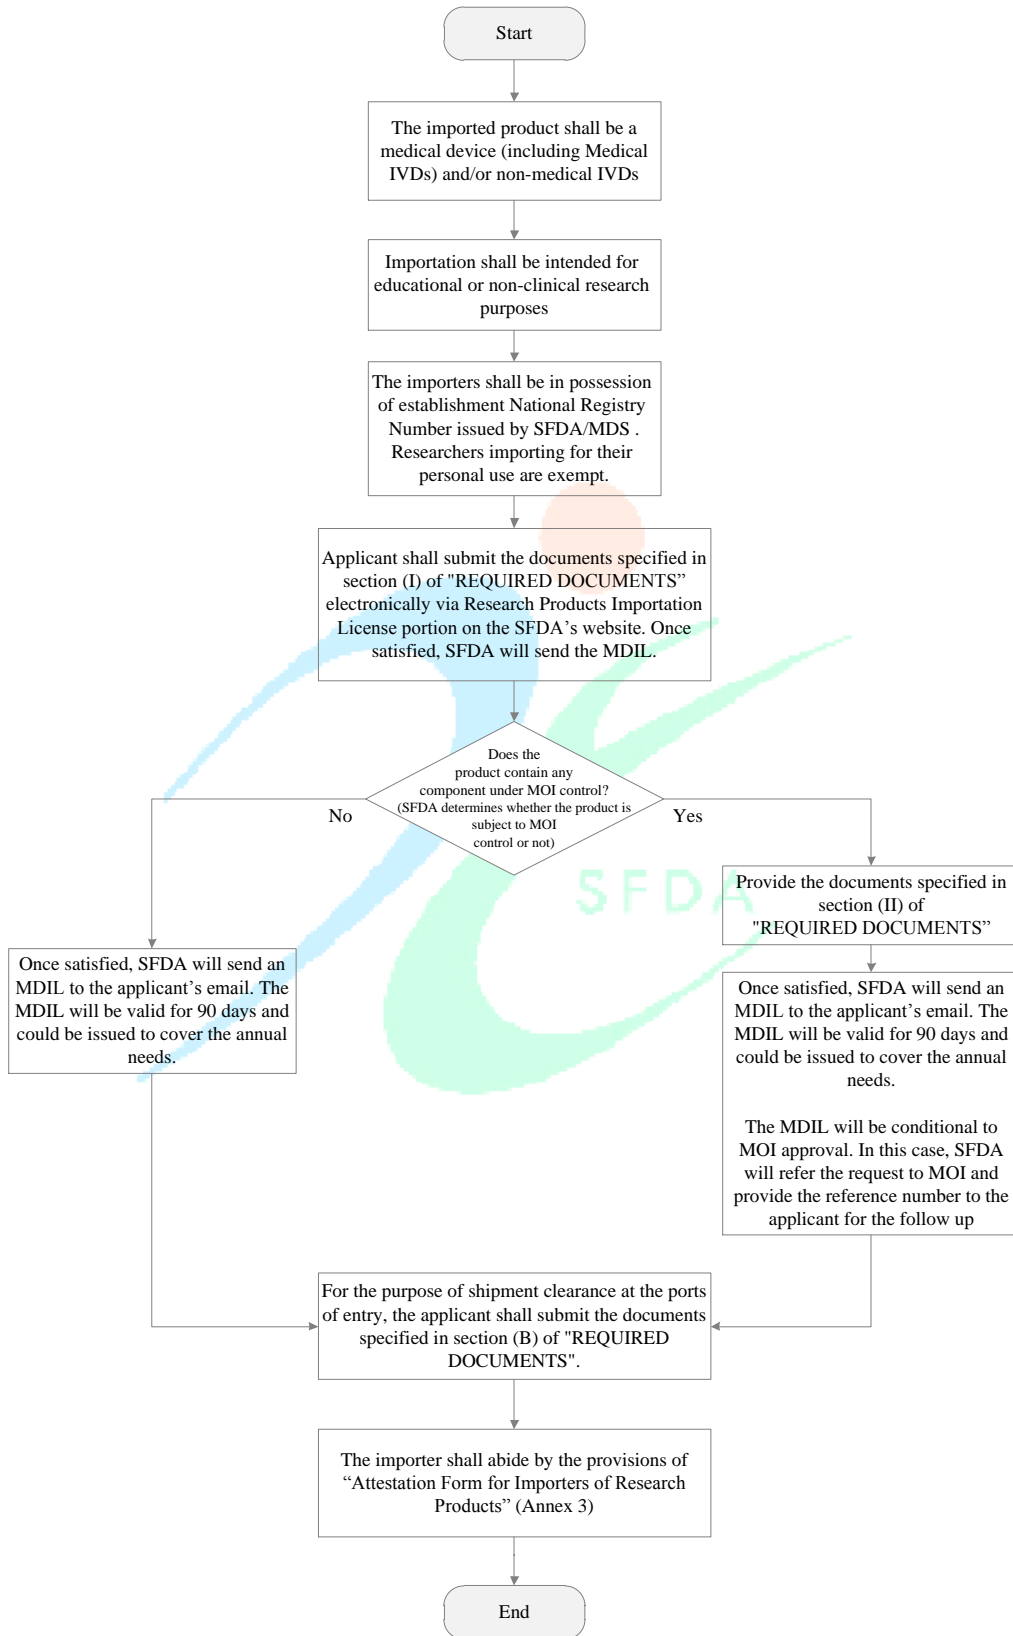 Start
The imported product shall be a
medical device (including Medical
IVDs) and/or non-medical IVDs
Importation shall be intended for
educational or non-clinical research
purposes
The importers shall be in possession
of establishment National Registry
Number issued by SFDA/MDS .
Researchers importing for their
personal use are exempt.
Applicant shall submit the documents specified in
section (I) of "REQUIRED DOCUMENTS”
electronically via Research Products Importation
License portion on the SFDA’s website. Once
satisfied, SFDA will send the MDIL.
Does the
product contain any
component under MOI control?
(SFDA determines whether the product is
subject to MOI
control or not)
No
Yes
SFDA
Provide the documents specified in
section (II) of
"REQUIRED DOCUMENTS”
Once satisfied, SFDA will send an
MDIL to the applicant’s email. The
MDIL will be valid for 90 days and
could be issued to cover the annual
needs.
Once satisfied, SFDA will send an
MDIL to the applicant’s email. The
MDIL will be valid for 90 days and
could be issued to cover the annual
needs.
The MDIL will be conditional to
MOI approval. In this case, SFDA
will refer the request to MOI and
provide the reference number to the
applicant for the follow up
For the purpose of shipment clearance at the ports
of entry, the applicant shall submit the documents
specified in section (B) of "REQUIRED
DOCUMENTS".
The importer shall abide by the provisions of
“Attestation Form for Importers of Research
Products” (Annex 3)
End